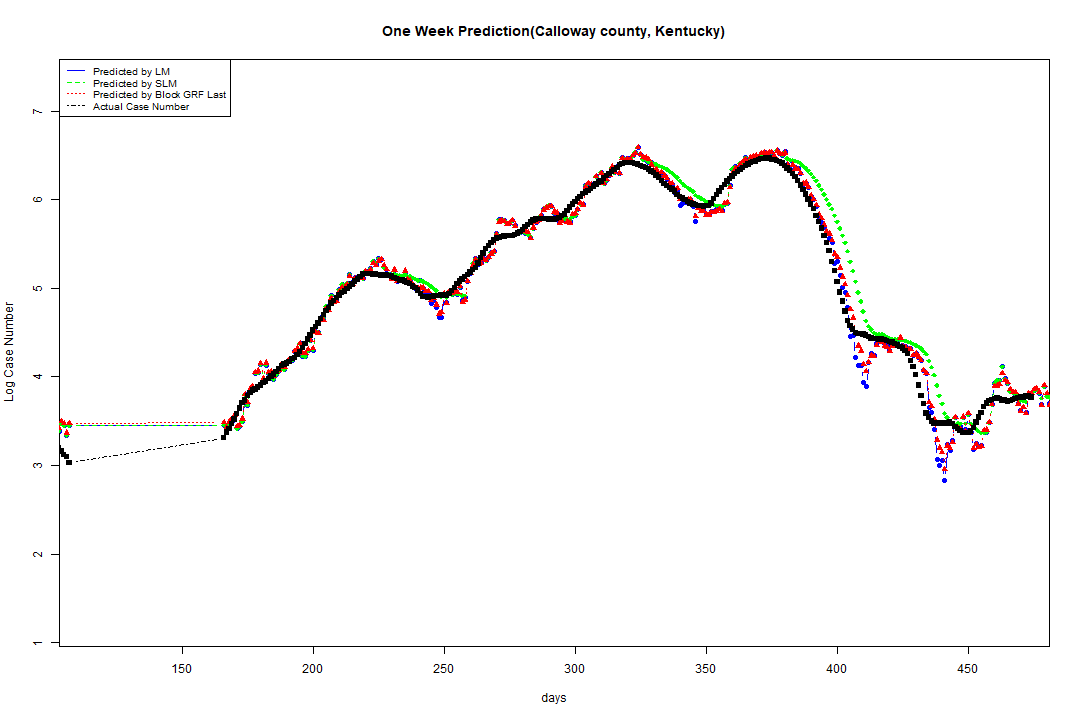 One Week Prediction(Calloway county, Kentucky)
Predicted by LM
Predicted by SLM
Predicted by Block GRF Last
Actual Case Number
Log Case Number
7
6
5
4
3
2
1
150 200 250 300 350 400 450
days